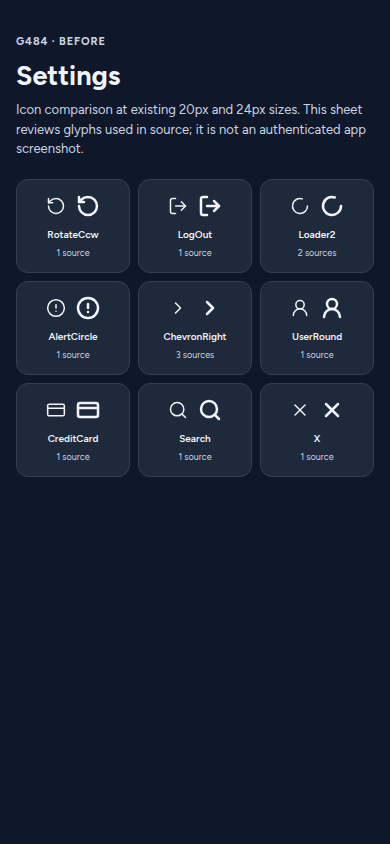 G484 · BEFORE
Settings
Icon comparison at existing 20px and 24px sizes. This sheet
reviews glyphs used in source; it is not an authenticated app
screenshot.
RotateCcw
1 source
LogOut
1 source
Loader2
2 sources
AlertCircle
1 source
ChevronRight
3 sources
UserRound
1 source
CreditCard
1 source
Search
1 source
X
1 source